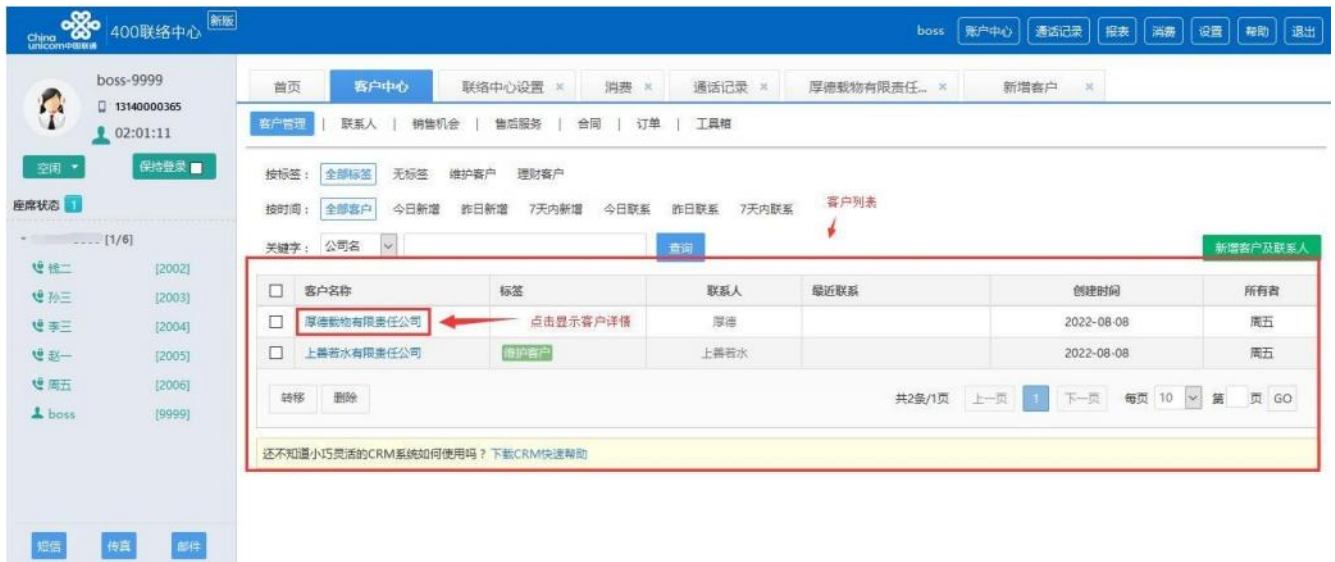 China unicom中国联通 400联络中心 新版 boss 账户中心 通话记录 报表 消费 设置 帮助 退出
boss-9999
13140000365
02:01:11
空闲 保持登录
座席状态 1
[1/6]
[2002]
孙三 [2003]
李三 [2004]
赵一 [2005]
周五 [2006]
boss [9999]
短信 传真 邮件
首页 客户中心 联络中心设置 × 消费 × 通话记录 × 厚德载物有限责任... × 新增客户 ×
客户管理 | 联系人 | 销售机会 | 售后服务 | 合同 | 订单 | 工具箱
按标签： 全部标签 无标签 维护客户 理财客户
按时间： 全部客户 今日新增 昨日新增 7天内新增 今日联系 昨日联系 7天内联系
客户列表
关键字： 公司名 查询 新增客户及联系人
客户名称 标签 联系人 最近联系 创建时间 所有者
厚德载物有限责任公司 点击显示客户详情 厚德 2022-08-08 周五
上善若水有限责任公司 维护客户 上善若水 2022-08-08 周五
转移 删除 共2条/1页 上一页 1 下一页 每页 10 第 页 GO
还不知道小巧灵活的CRM系统如何使用吗？下载CRM快速帮助